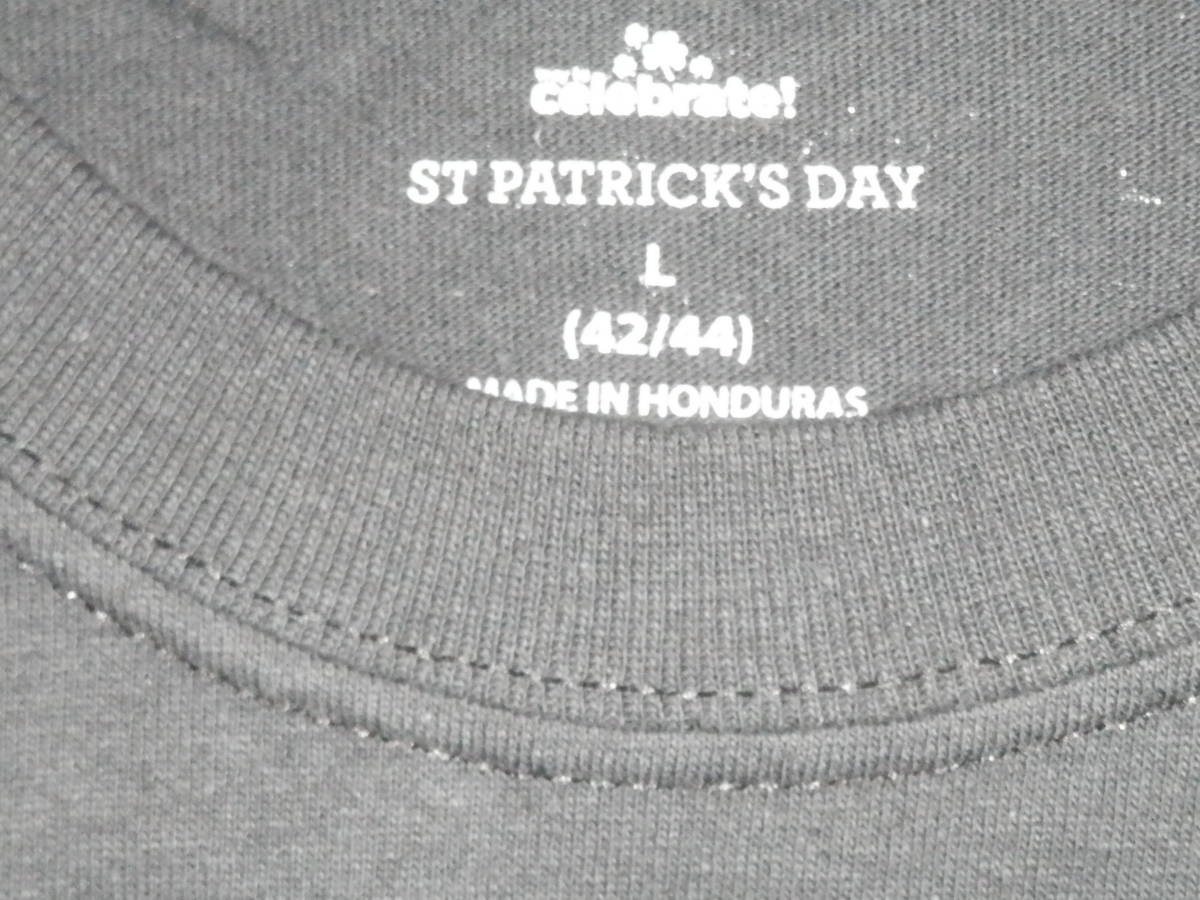 celebrate!
ST PATRICK'S DAY
L
(42/44)
MADE IN HONDURAS